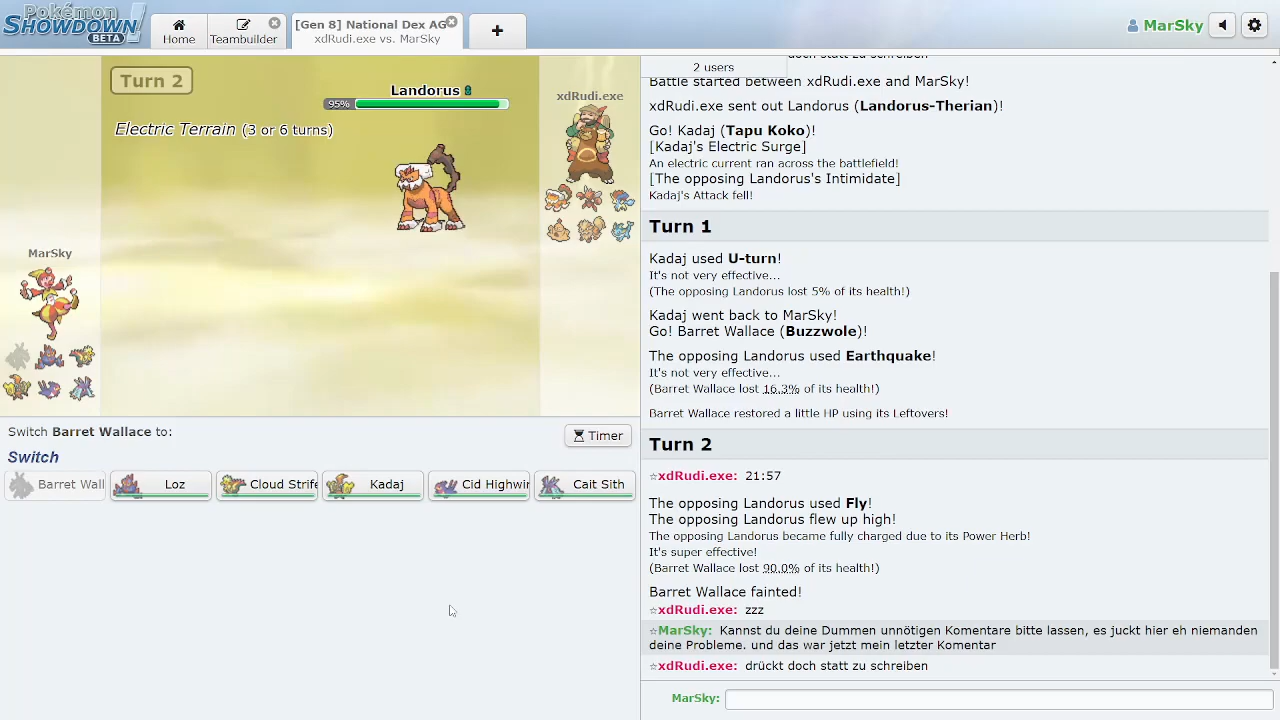 Pokémon
SHOWDOWN!
BETA
Home
Teambuilder
[Gen 8] National Dex AG
xdRudi.exe vs. MarSky
+
MarSky
Turn 2
Landorus
95%
xdRudi.exe
Electric Terrain (3 or 6 turns)
MarSky
Switch Barret Wallace to:
Timer
Switch
Barret Wall
Loz
Cloud Strife
Kadaj
Cid Highwin
Cait Sith
2 users
Battle started between xdRudi.exe and MarSky!
xdRudi.exe sent out Landorus (Landorus-Therian)!
Go! Kadaj (Tapu Koko)!
[Kadaj's Electric Surge]
An electric current ran across the battlefield!
[The opposing Landorus's Intimidate]
Kadaj's Attack fell!
Turn 1
Kadaj used U-turn!
It's not very effective...
(The opposing Landorus lost 5% of its health!)
Kadaj went back to MarSky!
Go! Barret Wallace (Buzzwole)!
The opposing Landorus used Earthquake!
It's not very effective...
(Barret Wallace lost 16.3% of its health!)
Barret Wallace restored a little HP using its Leftovers!
Turn 2
☆xdRudi.exe: 21:57
The opposing Landorus used Fly!
The opposing Landorus flew up high!
The opposing Landorus became fully charged due to its Power Herb!
It's super effective!
(Barret Wallace lost 90.0% of its health!)
Barret Wallace fainted!
☆xdRudi.exe: zzz
☆MarSky: Kannst du deine Dummen unnötigen Komentare bitte lassen, es juckt hier eh niemanden
deine Probleme. und das war jetzt mein letzter Komentar
☆xdRudi.exe: drückt doch statt zu schreiben
MarSky: